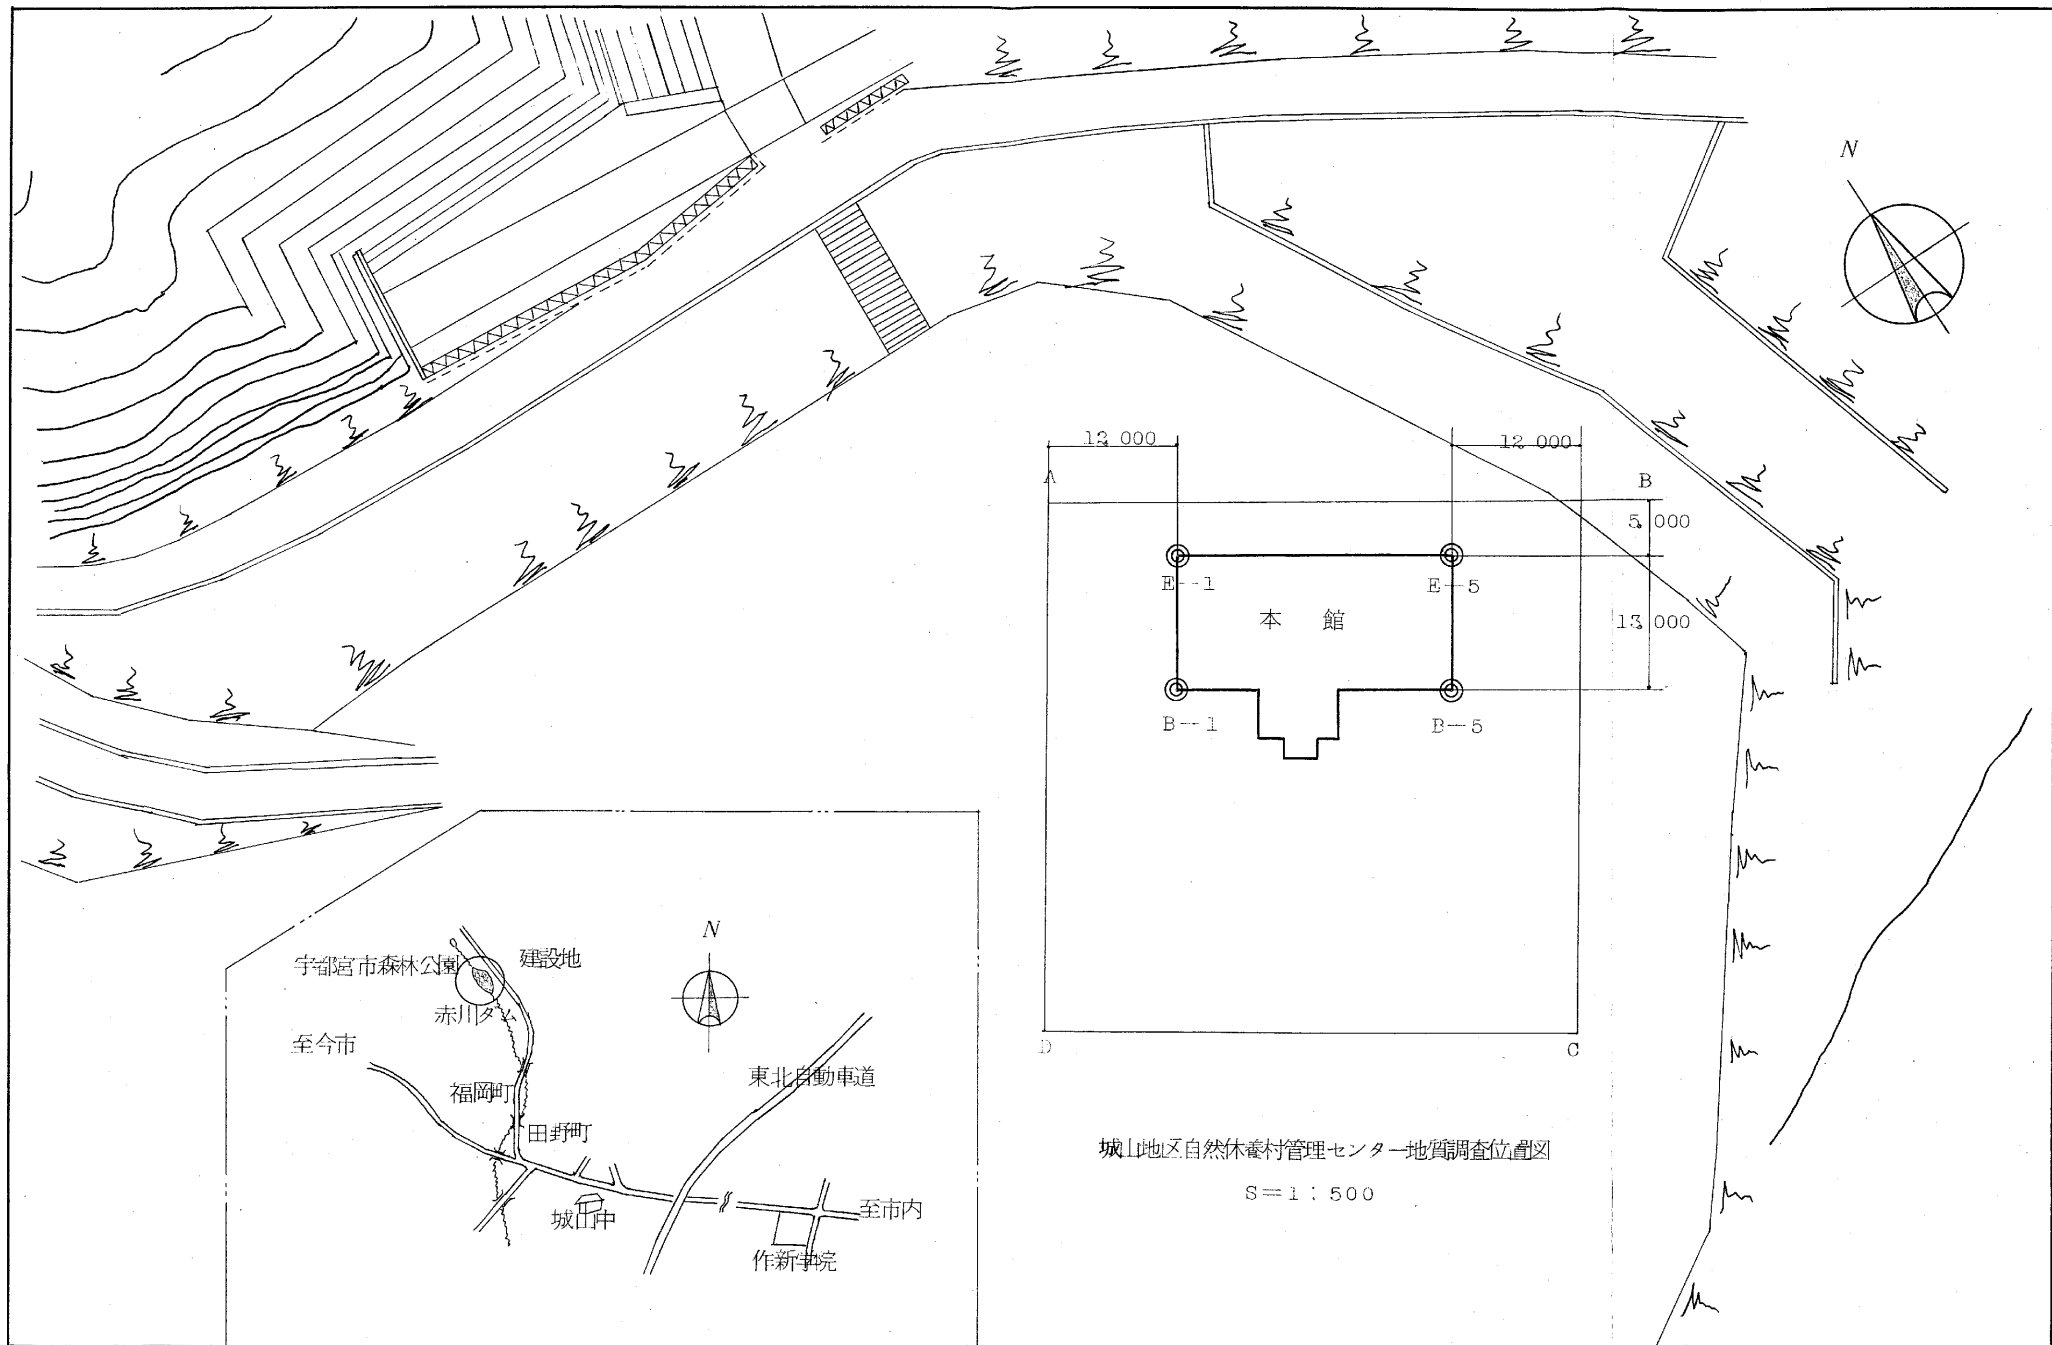 N
12 000
12 000
A
B
5,000
E-1
E-5
本 館
13,000
B-1
B-5
D
C
N
宇都宮市森林公園
建設地
赤川ダム
至今市
福岡町
東北自動車道
田野町
城山中
至市内
作新学院
城山地区自然休養村管理センター地質調査位置図
S=1:500